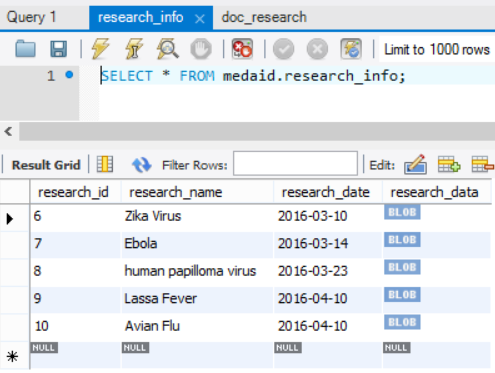 Query 1 research_info × doc_research
Limit to 1000 rows
1 SELECT * FROM medaid.research_info;
Result Grid Filter Rows: Edit:
research_id research_name research_date research_data
6 Zika Virus 2016-03-10 BLOB
7 Ebola 2016-03-14 BLOB
8 human papilloma virus 2016-03-23 BLOB
9 Lassa Fever 2016-04-10 BLOB
10 Avian Flu 2016-04-10 BLOB
NULL NULL NULL NULL